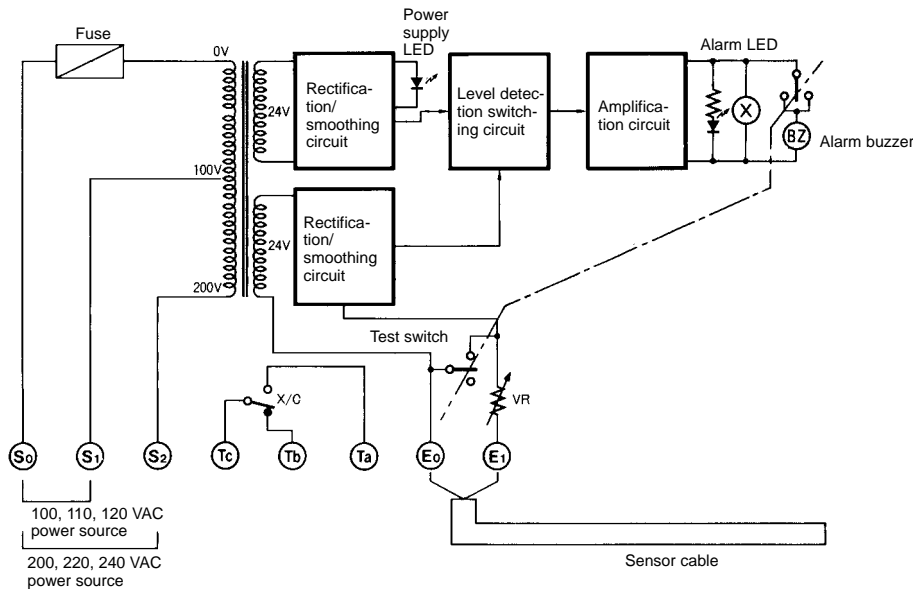 Fuse
0V
100V
200V
24V
Rectifica-
tion/
smoothing
circuit
Power
supply
LED
Level detec-
tion switch-
ing circuit
Amplification
circuit
Alarm LED
X
BZ
Alarm buzzer
24V
Rectifica-
tion/
smoothing
circuit
Test switch
VR
X/C
S0
S1
S2
Tc
Tb
Ta
E0
E1
100, 110, 120 VAC
power source
200, 220, 240 VAC
power source
Sensor cable